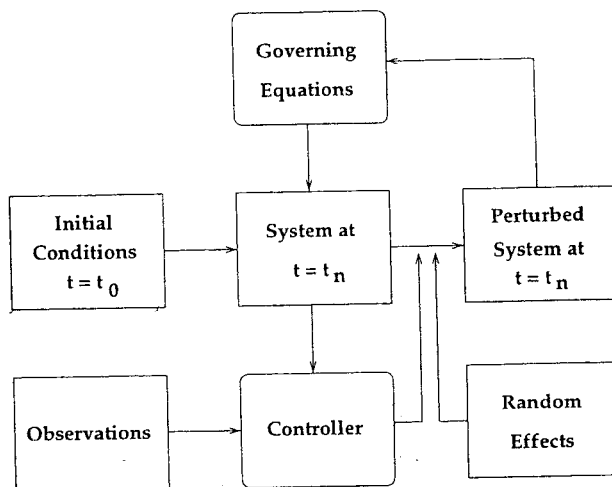 Governing
Equations
Initial
Conditions
t = t0
System at
t = tn
Perturbed
System at
t = tn
Observations
Controller
Random
Effects